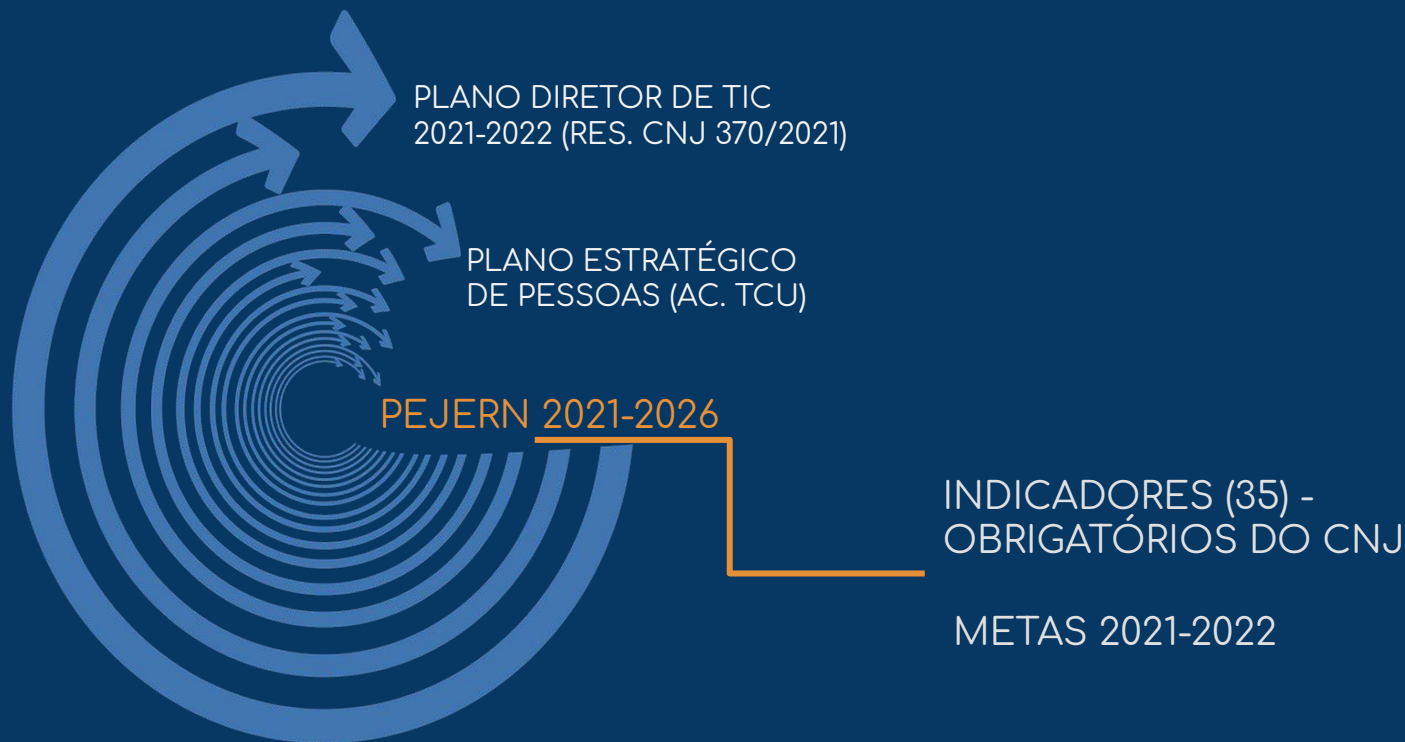 PLANO DIRETOR DE TIC
2021-2022 (RES. CNJ 370/2021)
PLANO ESTRATÉGICO
DE PESSOAS (AC. TCU)
PEJERN 2021-2026
INDICADORES (35) -
OBRIGATÓRIOS DO CNJ
METAS 2021-2022